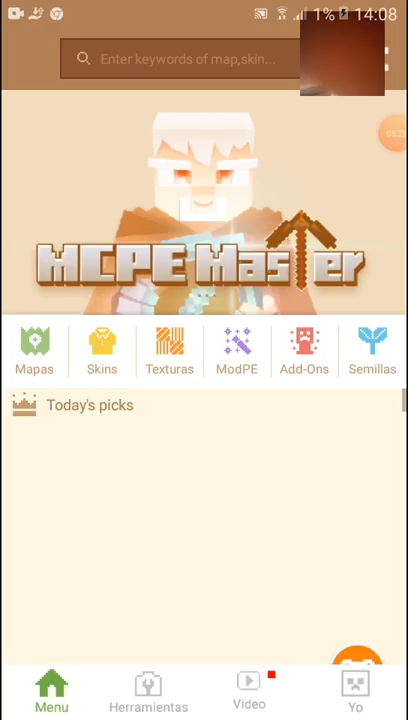 1% 14:08
Enter keywords of map,skin...
MCPE Master
Mapas Skins Texturas ModPE Add-Ons Semillas
Today's picks
Menu Herramientas Video Yo